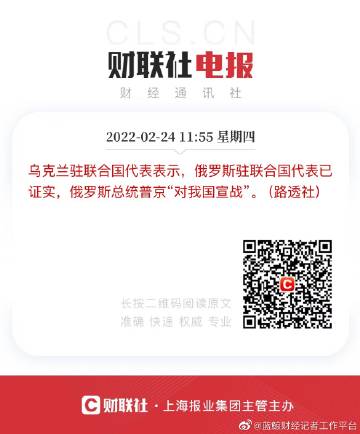 CLS.CN
财联社电报
财经通讯社
2022-02-24 11:55 星期四
乌克兰驻联合国代表表示，俄罗斯驻联合国代表已
证实，俄罗斯总统普京“对我国宣战”。（路透社）
长按二维码阅读原文
准确 快速 权威 专业
C
C 财联社·上海报业集团主管主办
@蓝鲸财经记者工作平台